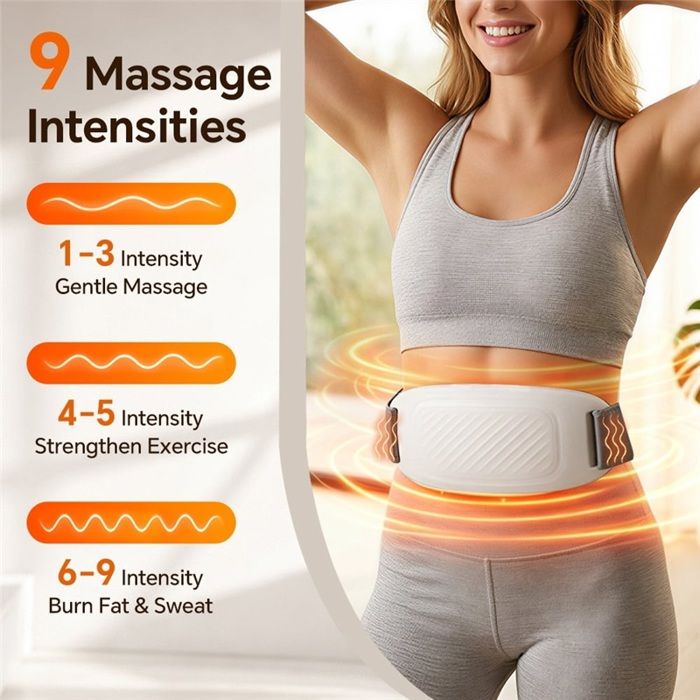 9 Massage
Intensities
1-3 Intensity
Gentle Massage
4-5 Intensity
Strengthen Exercise
6-9 Intensity
Burn Fat & Sweat